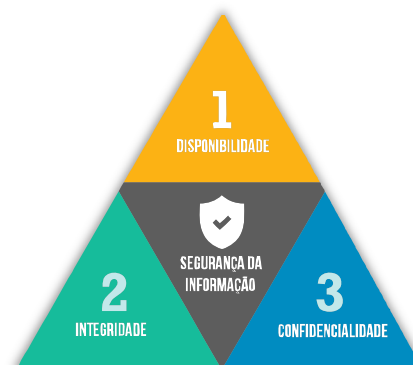 1
DISPONIBILIDADE
SEGURANÇA DA
INFORMAÇÃO
2
INTEGRIDADE
3
CONFIDENCIALIDADE